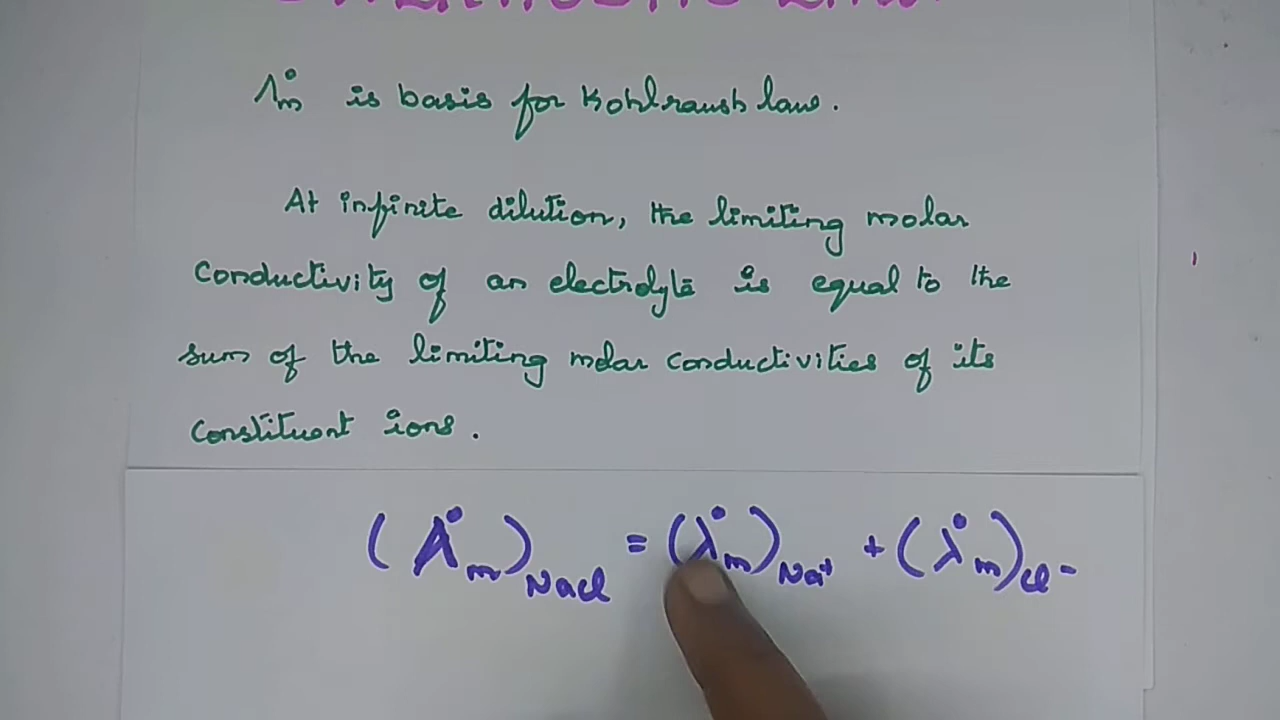 Λ°m is basis for Kohlraush law.
At infinite dilution, the limiting molar
conductivity of an electrolyte is equal to the
sum of the limiting molar conductivities of its
constituent ions.
(Λ°m)NaCl = (λ°m)Na+ + (λ°m)Cl-